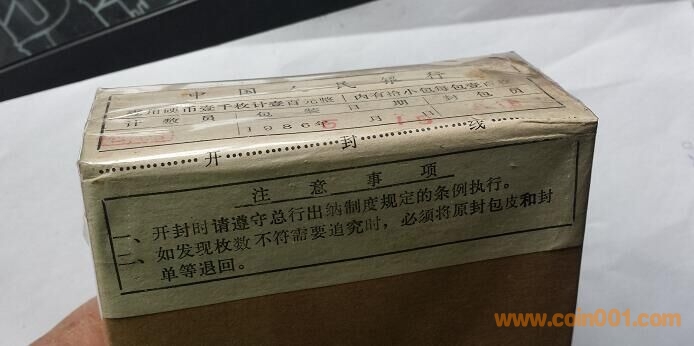 中国人民银行
壹角硬币壹千枚计壹百元整 内有拾小包每包壹百枚
计数员 包装日期 封包员
1986年 月 日
开封线
注意事项
一、开封时请遵守总行出纳制度规定的条例执行。
二、如发现枚数不符需要追究时，必须将原封包皮和封
单等退回。
www.coin001.com